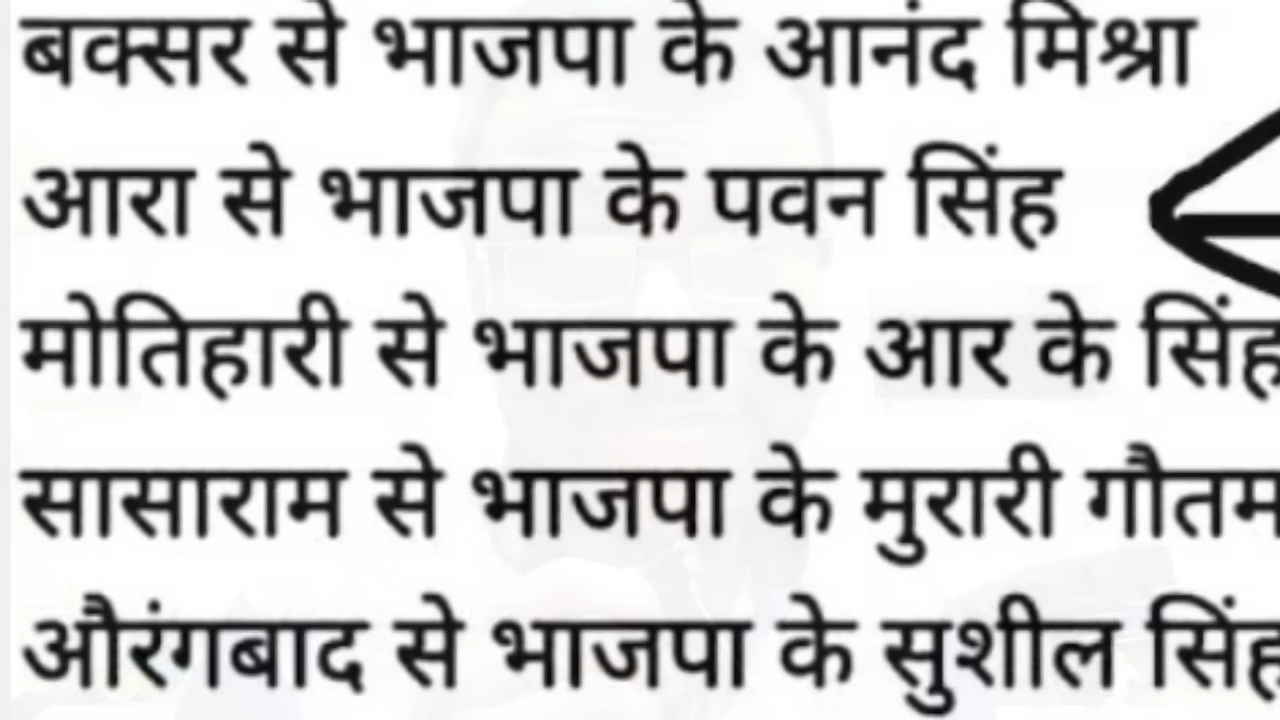 बक्सर से भाजपा के आनंद मिश्रा
आरा से भाजपा के पवन सिंह
मोतिहारी से भाजपा के आर के सिंह
सासाराम से भाजपा के मुरारी गौतम
औरंगबाद से भाजपा के सुशील सिंह